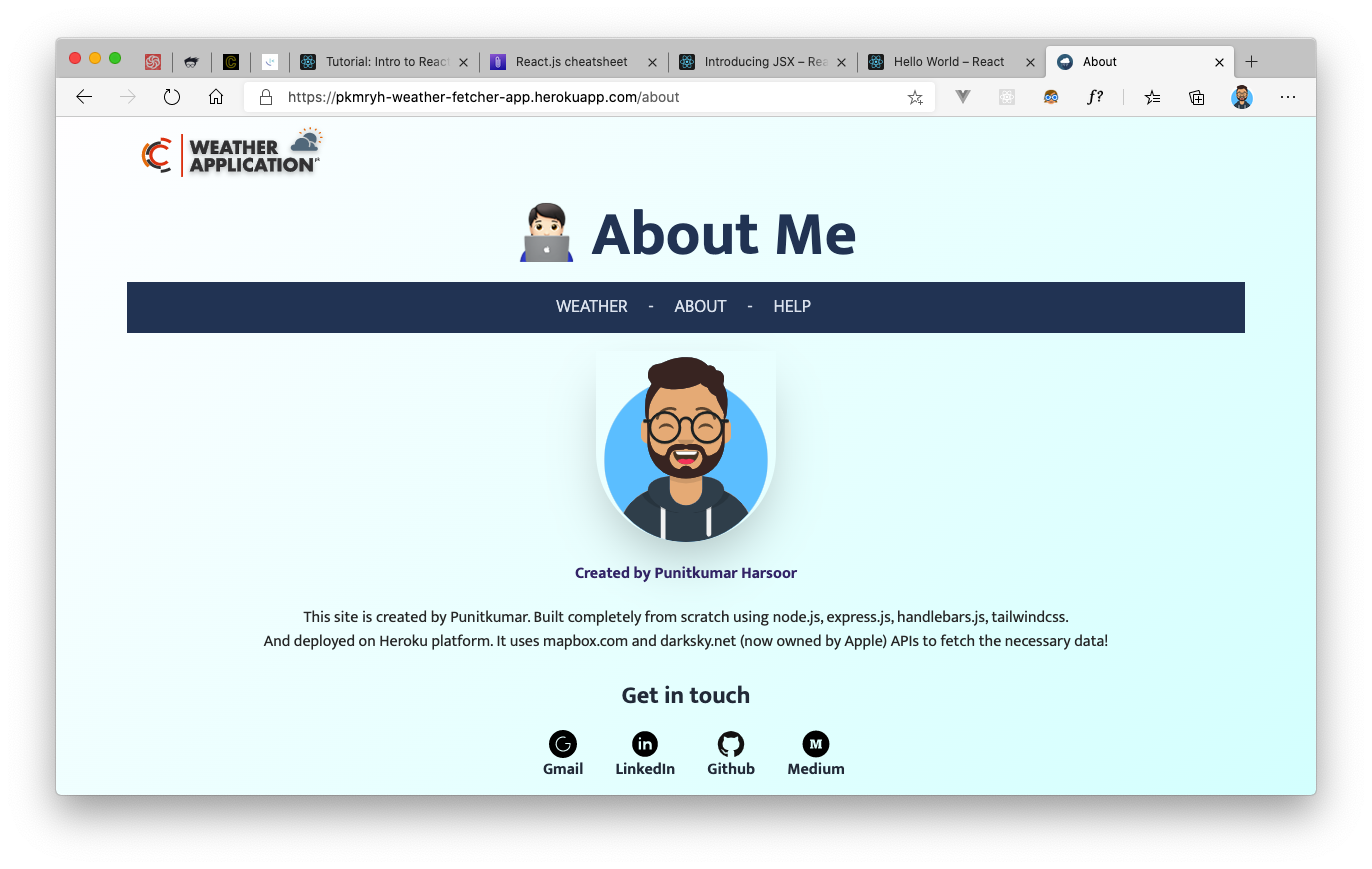 Tutorial: Intro to React
React.js cheatsheet
Introducing JSX – Rea
Hello World – React
About
https://pkmryh-weather-fetcher-app.herokuapp.com/about
f?
WEATHER
APPLICATION
About Me
WEATHER - ABOUT - HELP
Created by Punitkumar Harsoor
This site is created by Punitkumar. Built completely from scratch using node.js, express.js, handlebars.js, tailwindcss.
And deployed on Heroku platform. It uses mapbox.com and darksky.net (now owned by Apple) APIs to fetch the necessary data!
Get in touch
G in M
Gmail LinkedIn Github Medium